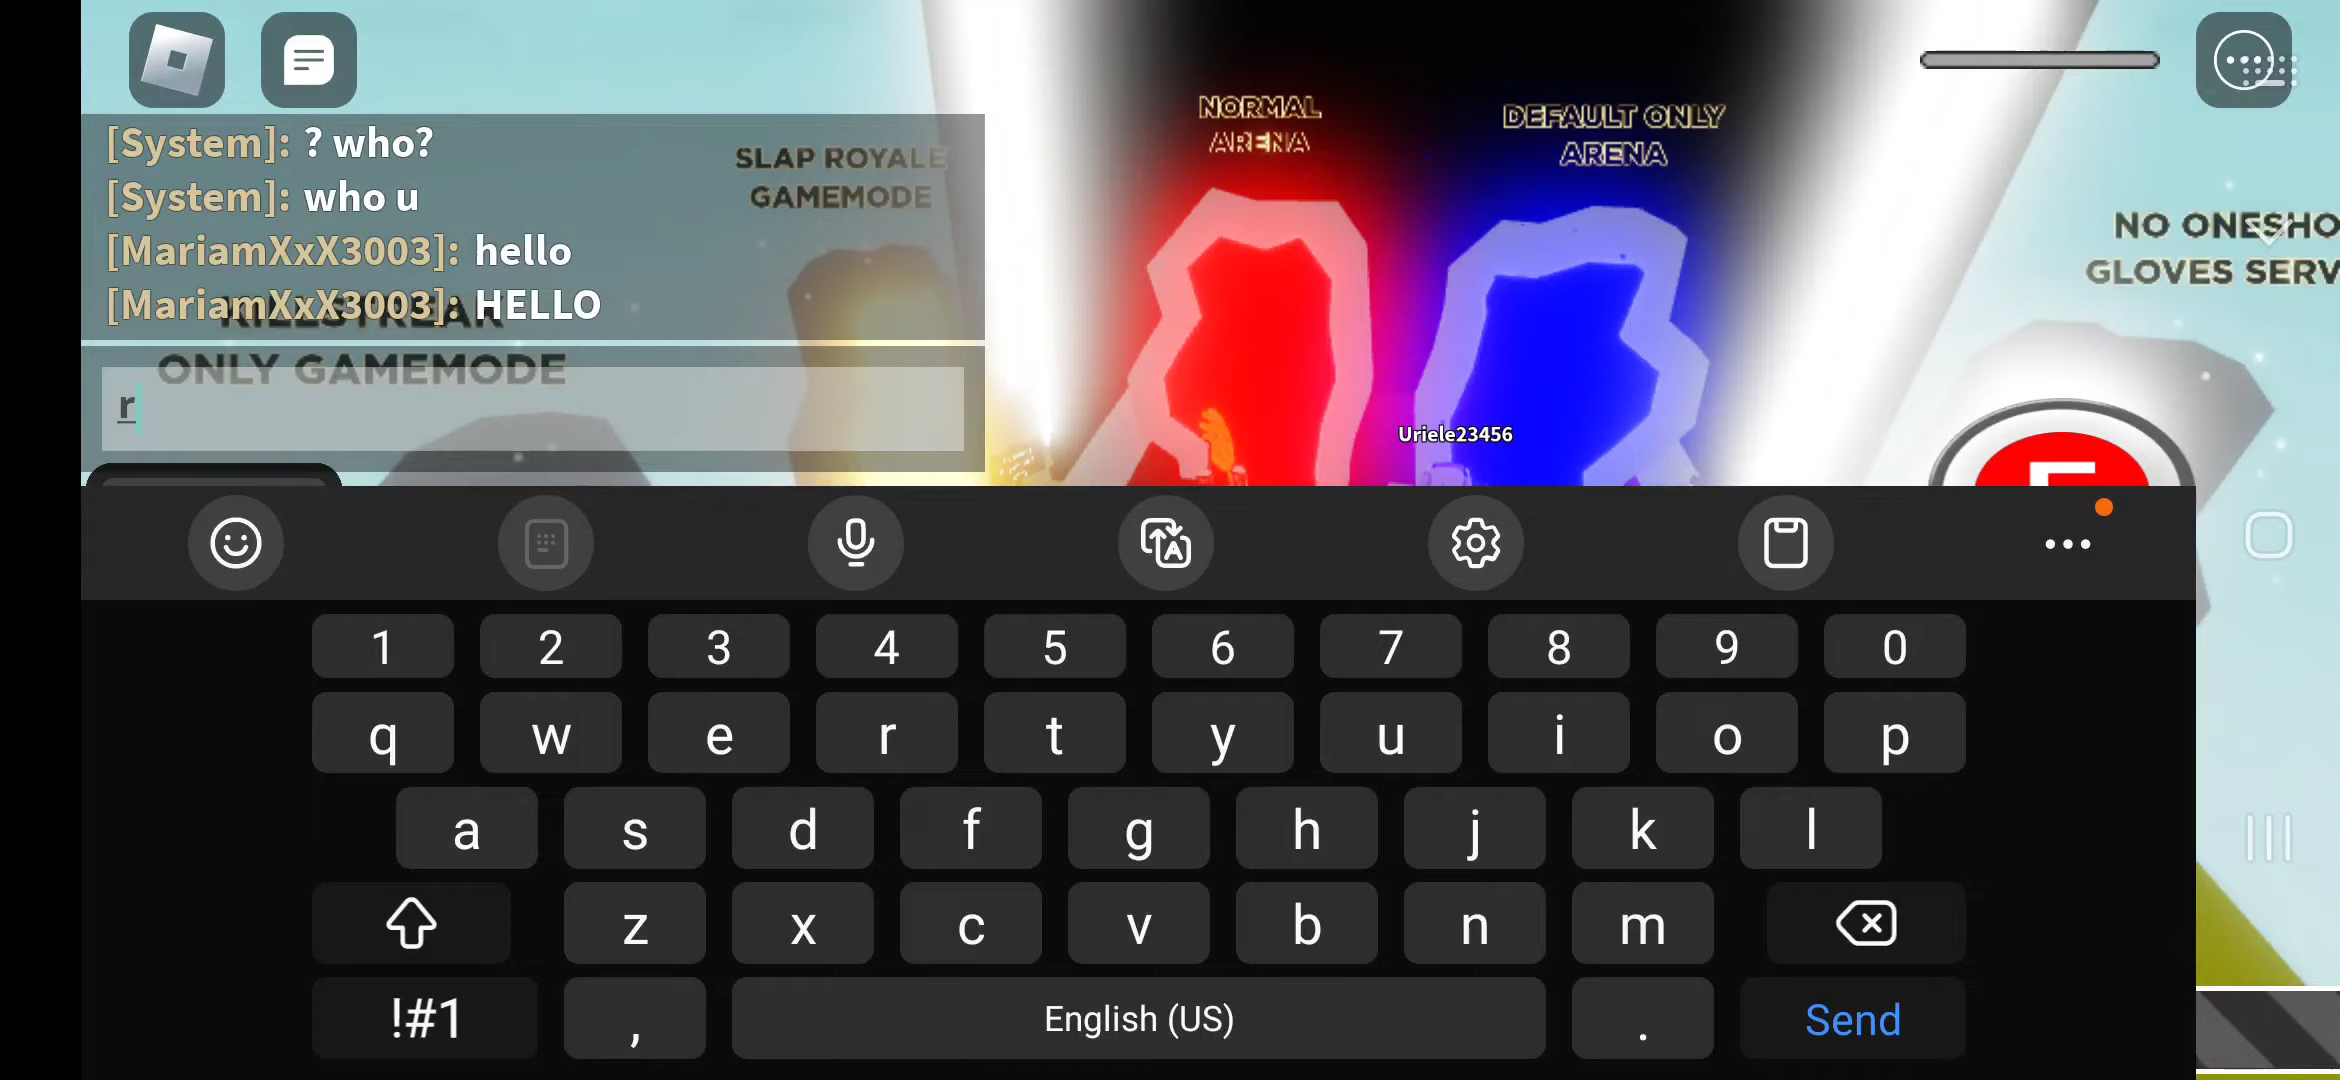 [System]: ? who?
[System]: who u
[MariamXxX3003]: hello
[MariamXxX3003]: HELLO
r
SLAP ROYALE
GAMEMODE
KILLSTREAK
ONLY GAMEMODE
NORMAL
ARENA
DEFAULT ONLY
ARENA
NO ONESHO
GLOVES SERV
Uriele23456
1 2 3 4 5 6 7 8 9 0
q w e r t y u i o p
a s d f g h j k l
z x c v b n m
!#1 , English (US) . Send